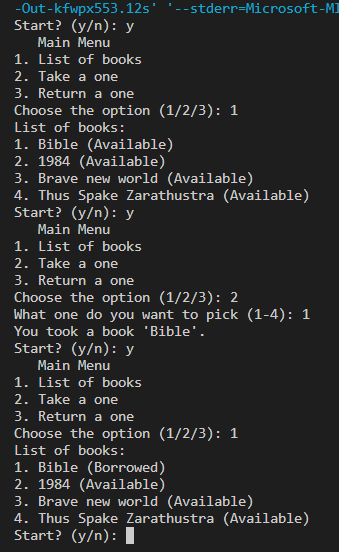 -Out-kfwpx553.12s' '--stderr=Microsoft-MI
Start? (y/n): y
   Main Menu
1. List of books
2. Take a one
3. Return a one
Choose the option (1/2/3): 1
List of books:
1. Bible (Available)
2. 1984 (Available)
3. Brave new world (Available)
4. Thus Spake Zarathustra (Available)
Start? (y/n): y
   Main Menu
1. List of books
2. Take a one
3. Return a one
Choose the option (1/2/3): 2
What one do you want to pick (1-4): 1
You took a book 'Bible'.
Start? (y/n): y
   Main Menu
1. List of books
2. Take a one
3. Return a one
Choose the option (1/2/3): 1
List of books:
1. Bible (Borrowed)
2. 1984 (Available)
3. Brave new world (Available)
4. Thus Spake Zarathustra (Available)
Start? (y/n):